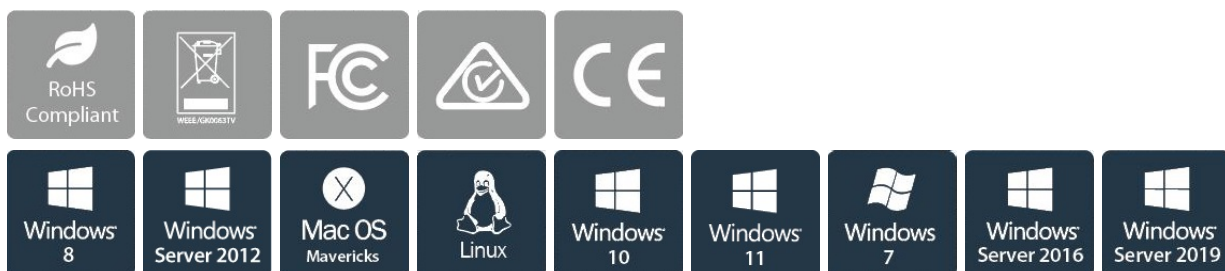 RoHS
Compliant
WEEE/GK0063TV
FC
CE
Windows
8
Windows
Server 2012
X
Mac OS
Mavericks
Linux
Windows
10
Windows
11
Windows
7
Windows
Server 2016
Windows
Server 2019